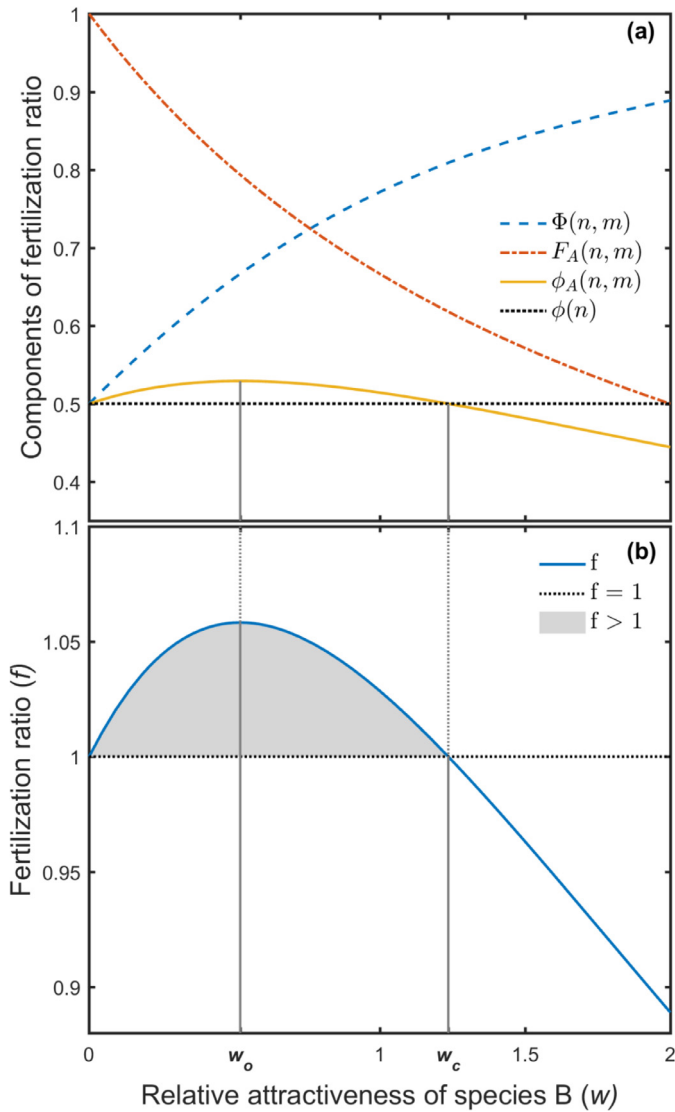 (a)
Components of fertilization ratio
1
0.9
0.8
0.7
0.6
0.5
0.4
Φ(n, m)
F_A(n, m)
ϕ_A(n, m)
ϕ(n)
(b)
Fertilization ratio (f)
1.1
1.05
1
0.95
0.9
f
f = 1
f > 1
0 w_o 1 w_c 1.5 2
Relative attractiveness of species B (w)